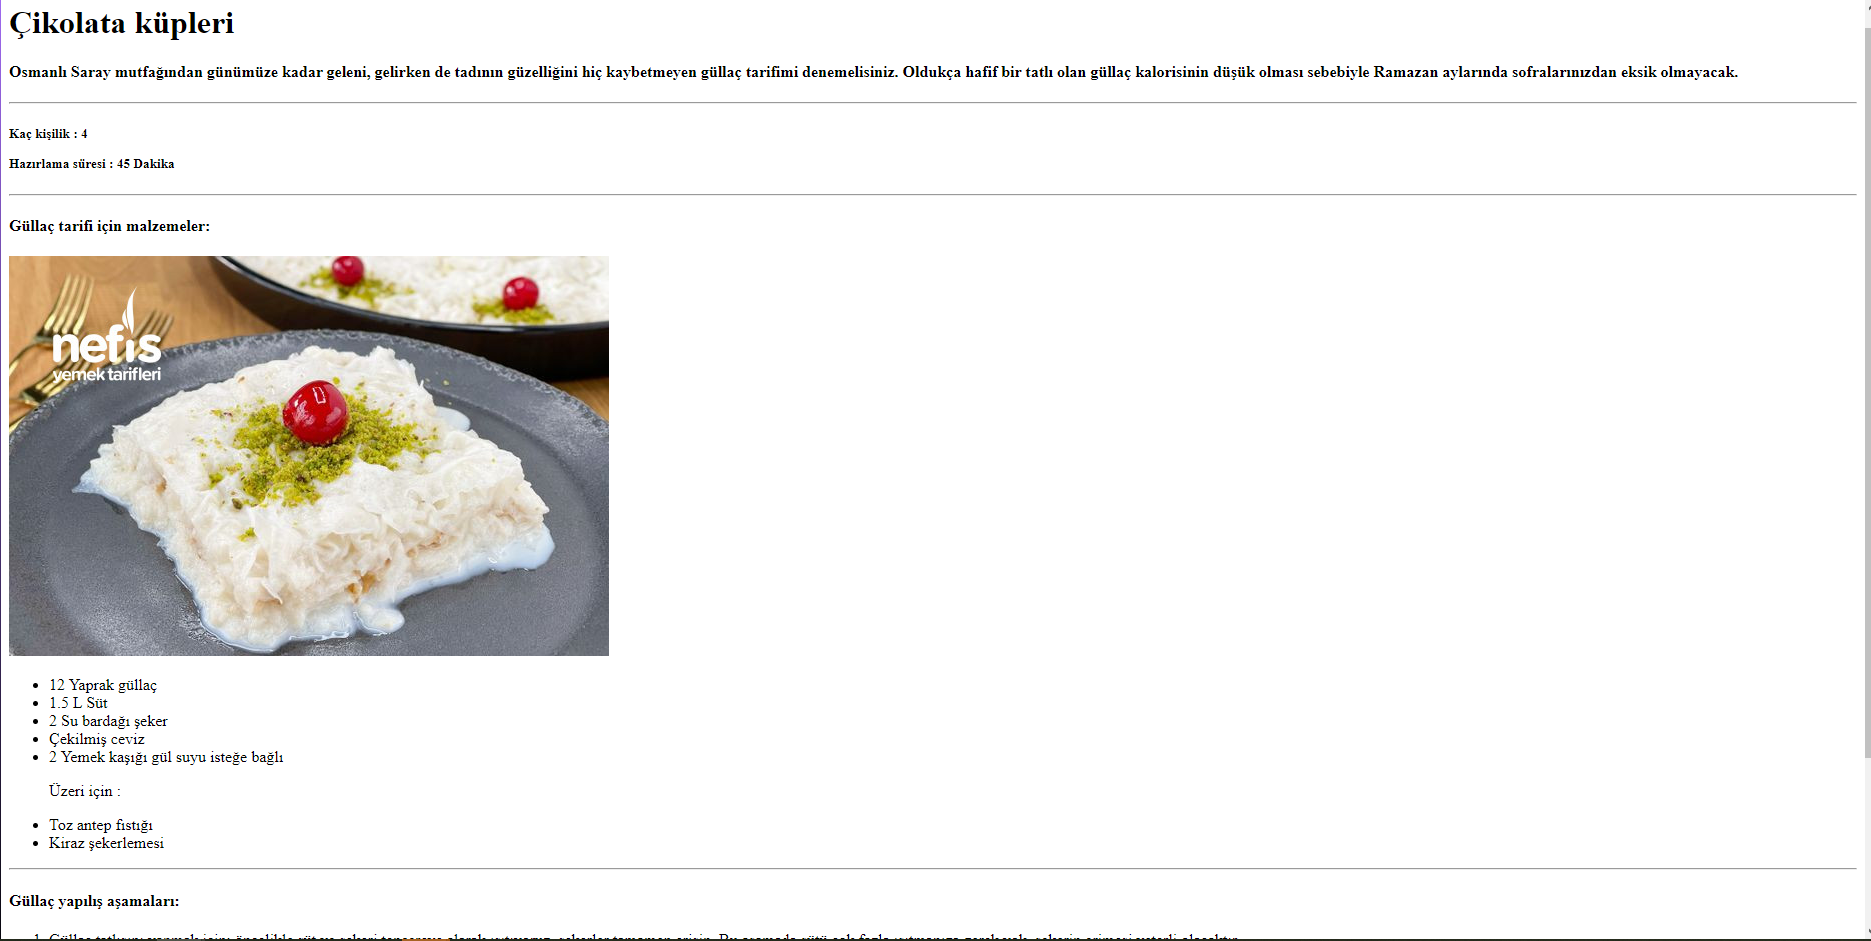 Çikolata küpleri
Osmanlı Saray mutfağından günümüze kadar geleni, gelirken de tadının güzelliğini hiç kaybetmeyen güllaç tarifimi denemelisiniz. Oldukça hafif bir tatlı olan güllaç kalorisinin düşük olması sebebiyle Ramazan aylarında sofralarınızdan eksik olmayacak.
Kaç kişilik : 4
Hazırlama süresi : 45 Dakika
Güllaç tarifi için malzemeler:
nefis
yemek tarifleri
12 Yaprak güllaç
1.5 L Süt
2 Su bardağı şeker
Çekilmiş ceviz
2 Yemek kaşığı gül suyu isteğe bağlı
Üzeri için :
Toz antep fıstığı
Kiraz şekerlemesi
Güllaç yapılış aşamaları: